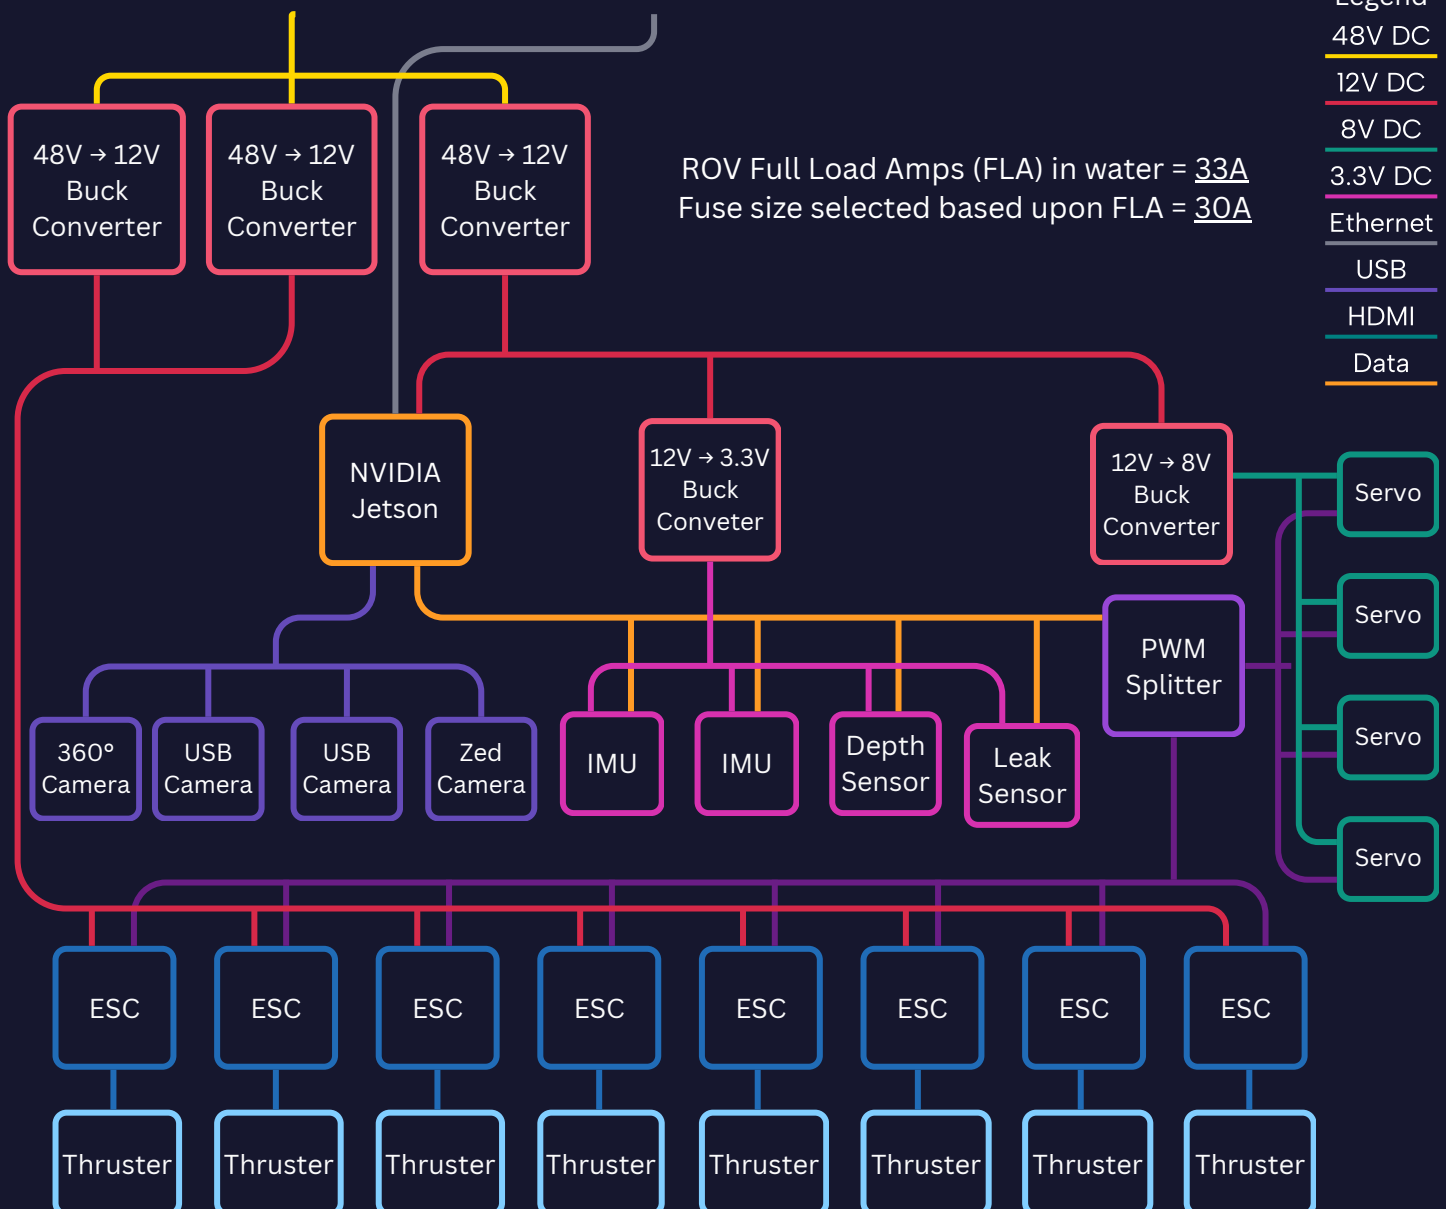 Legend
48V DC
12V DC
8V DC
3.3V DC
Ethernet
USB
HDMI
Data
48V → 12V
Buck
Converter
48V → 12V
Buck
Converter
48V → 12V
Buck
Converter
ROV Full Load Amps (FLA) in water = 33A
Fuse size selected based upon FLA = 30A
NVIDIA
Jetson
12V → 3.3V
Buck
Conveter
12V → 8V
Buck
Converter
Servo
Servo
Servo
Servo
PWM
Splitter
360°
Camera
USB
Camera
USB
Camera
Zed
Camera
IMU
IMU
Depth
Sensor
Leak
Sensor
ESC
ESC
ESC
ESC
ESC
ESC
ESC
ESC
Thruster
Thruster
Thruster
Thruster
Thruster
Thruster
Thruster
Thruster